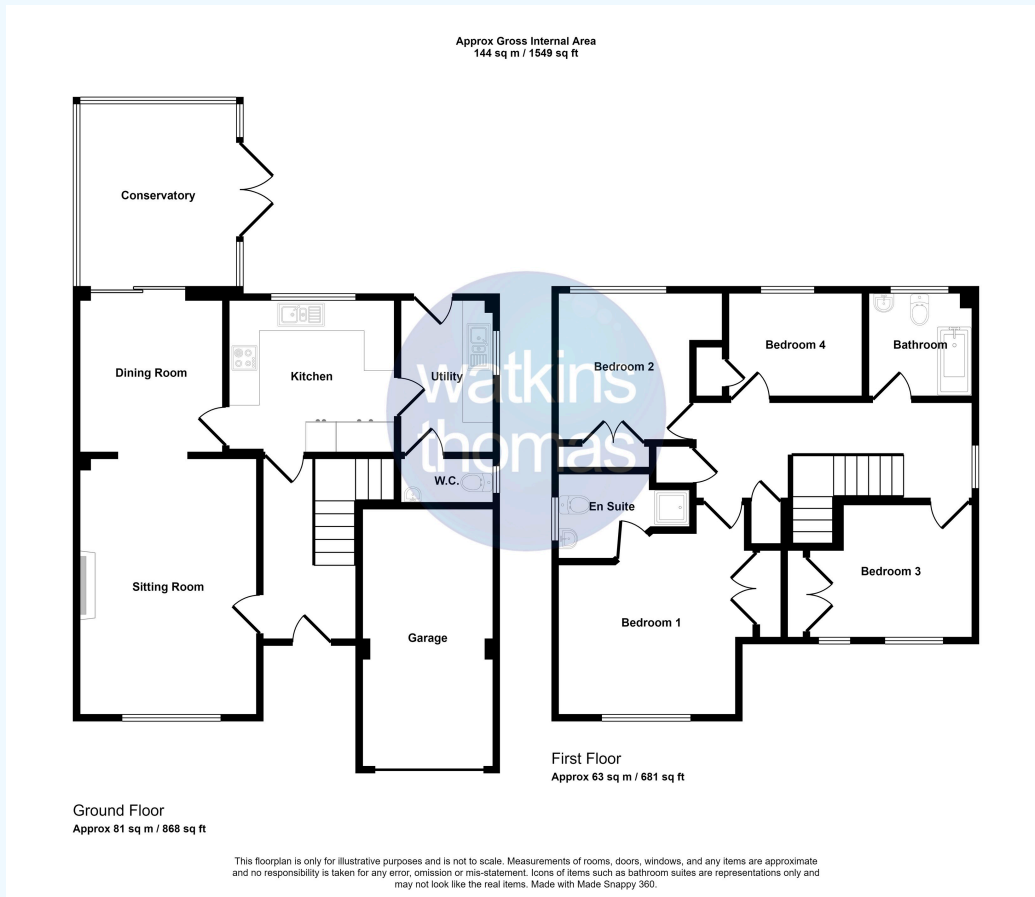 Approx Gross Internal Area
144 sq m / 1549 sq ft
Conservatory
Dining Room
Kitchen
Utility
W.C.
Sitting Room
Garage
Bedroom 2
Bedroom 4
Bathroom
En Suite
Bedroom 1
Bedroom 3
watkins
thomas
First Floor
Approx 63 sq m / 681 sq ft
Ground Floor
Approx 81 sq m / 868 sq ft
This floorplan is only for illustrative purposes and is not to scale. Measurements of rooms, doors, windows, and any items are approximate
and no responsibility is taken for any error, omission or mis-statement. Icons of items such as bathroom suites are representations only and
may not look like the real items. Made with Made Snappy 360.